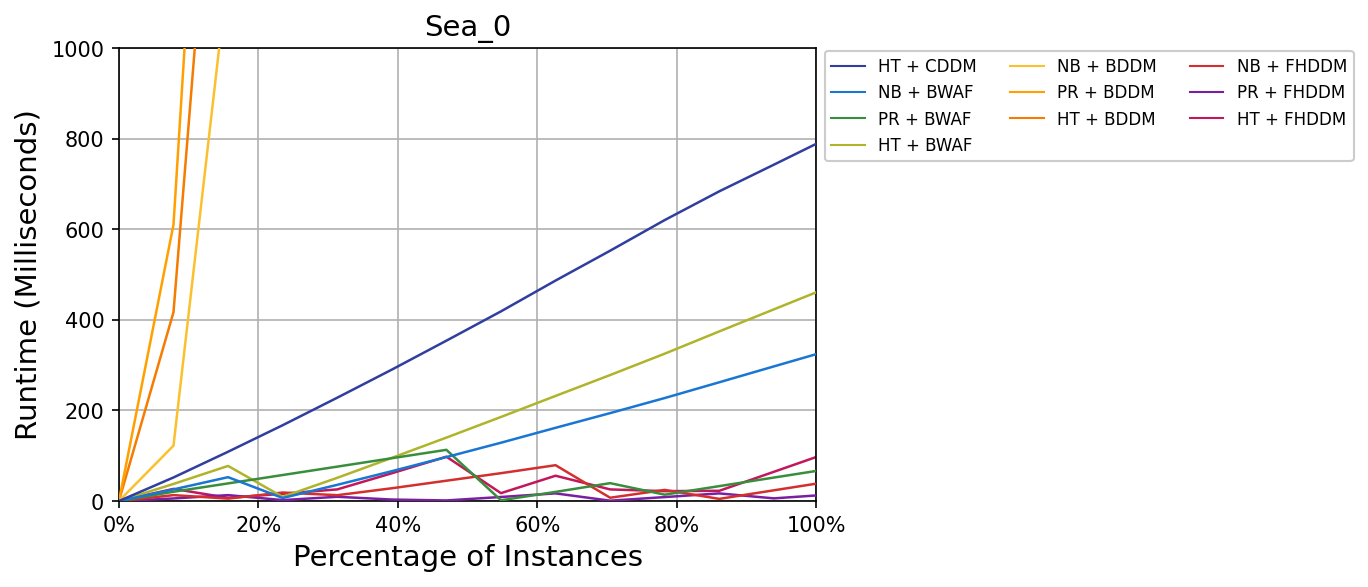 Sea_0
Runtime (Milliseconds)
1000
800
600
400
200
0
0%
20%
40%
60%
80%
100%
Percentage of Instances
HT + CDDM
NB + BWAF
PR + BWAF
HT + BWAF
NB + BDDM
PR + BDDM
HT + BDDM
NB + FHDDM
PR + FHDDM
HT + FHDDM